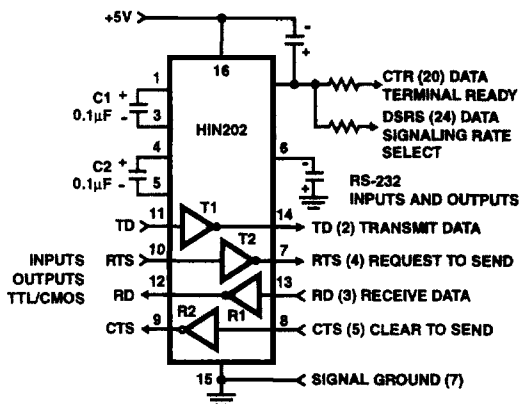 +5V
-
+
16
1
C1 +
0.1µF -
3
HIN202
CTR (20) DATA
TERMINAL READY
DSRS (24) DATA
SIGNALING RATE
SELECT
4
C2 +
0.1µF -
5
6
-
+
RS-232
INPUTS AND OUTPUTS
TD 11 T1 14 TD (2) TRANSMIT DATA
INPUTS
OUTPUTS
TTL/CMOS
RTS 10 T2 7 RTS (4) REQUEST TO SEND
RD 12 R1 13 RD (3) RECEIVE DATA
CTS 9 R2 8 CTS (5) CLEAR TO SEND
15 SIGNAL GROUND (7)